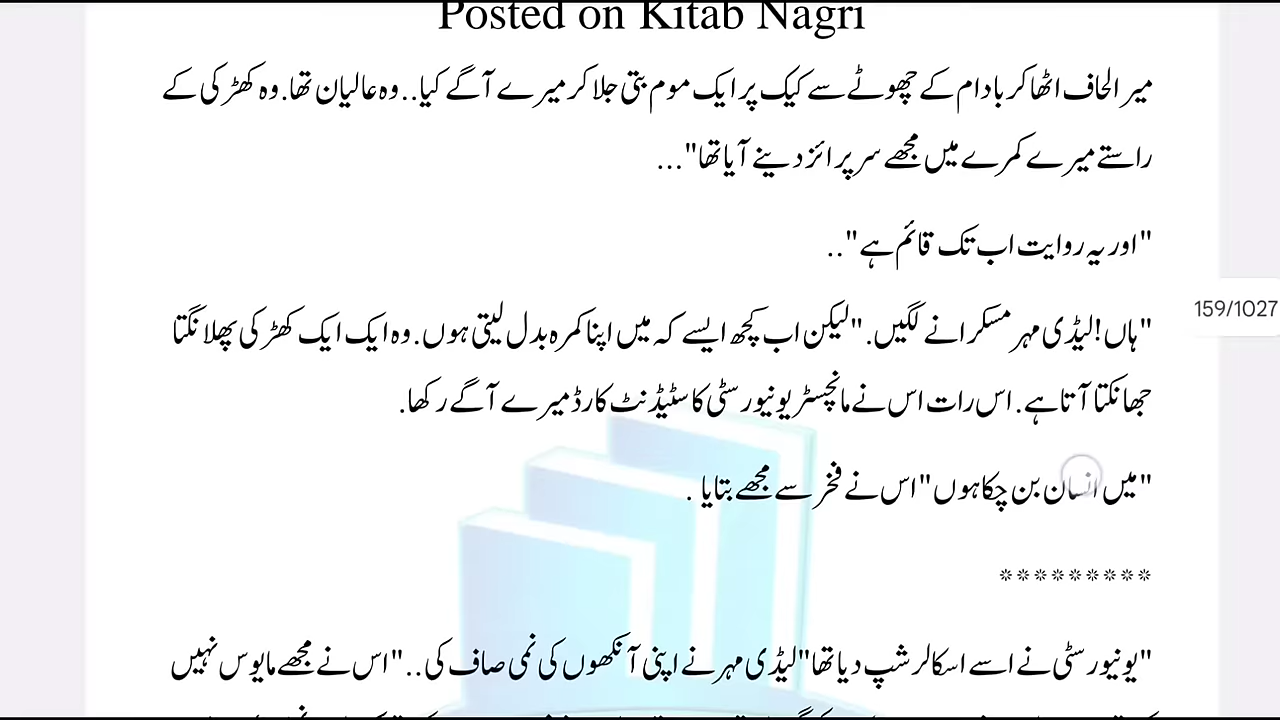 Posted on Kitab Nagri
میرا لحاف اٹھا کر بادام کے چھوٹے سے کیک پر ایک موم بتی جلا کر میرے آگے کیا.. وہ عالیان تھا. وہ کھڑکی کے
راستے میرے کمرے میں مجھے سرپرائز دینے آیا تھا"...
"اور یہ روایت اب تک قائم ہے"..
"ہاں! لیڈی مہر مسکرانے لگیں. "لیکن اب کچھ ایسے کہ میں اپنا کمرہ بدل لیتی ہوں. وہ ایک ایک کھڑکی پھلانگتا
جھانکتا آتا ہے. اس رات اس نے مانچسٹر یونیورسٹی کا سٹیڈنٹ کارڈ میرے آگے رکھا.
159/1027
"میں انسان بن چکا ہوں" اس نے فخر سے مجھے بتایا .
*********
"یونیورسٹی نے اسے اسکالرشپ دیا تھا" لیڈی مہر نے اپنی آنکھوں کی نمی صاف کی.. "اس نے مجھے مایوس نہیں